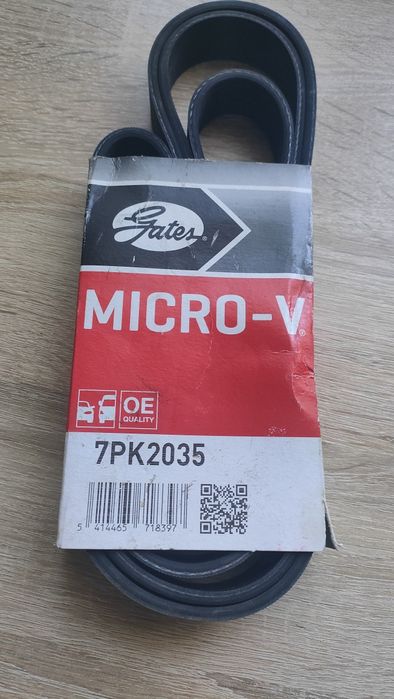 Gates®
MICRO-V®
OE
QUALITY
7PK2035
5 414465 718397